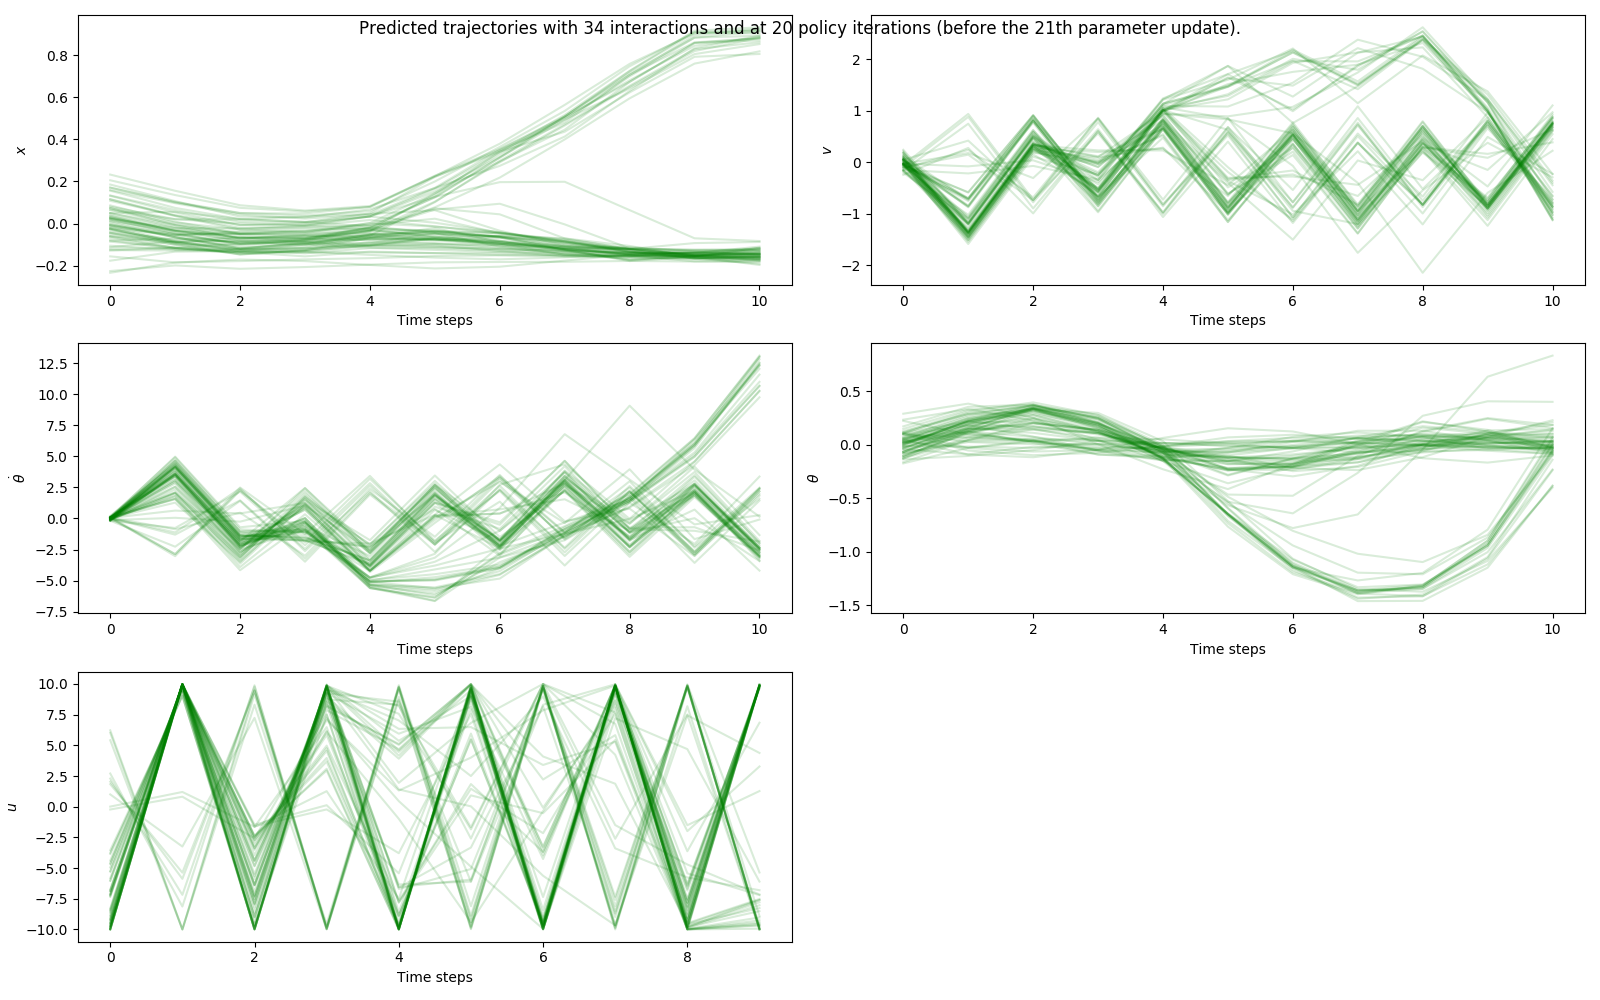 Predicted trajectories with 34 interactions and at 20 policy iterations (before the 21th parameter update).
0.8
0.6
0.4
0.2
0.0
−0.2
x
0 2 4 6 8 10
Time steps
2
1
0
−1
−2
v
0 2 4 6 8 10
Time steps
12.5
10.0
7.5
5.0
2.5
0.0
−2.5
−5.0
−7.5
θ̇
0 2 4 6 8 10
Time steps
0.5
0.0
−0.5
−1.0
−1.5
θ
0 2 4 6 8 10
Time steps
10.0
7.5
5.0
2.5
0.0
−2.5
−5.0
−7.5
−10.0
u
0 2 4 6 8
Time steps